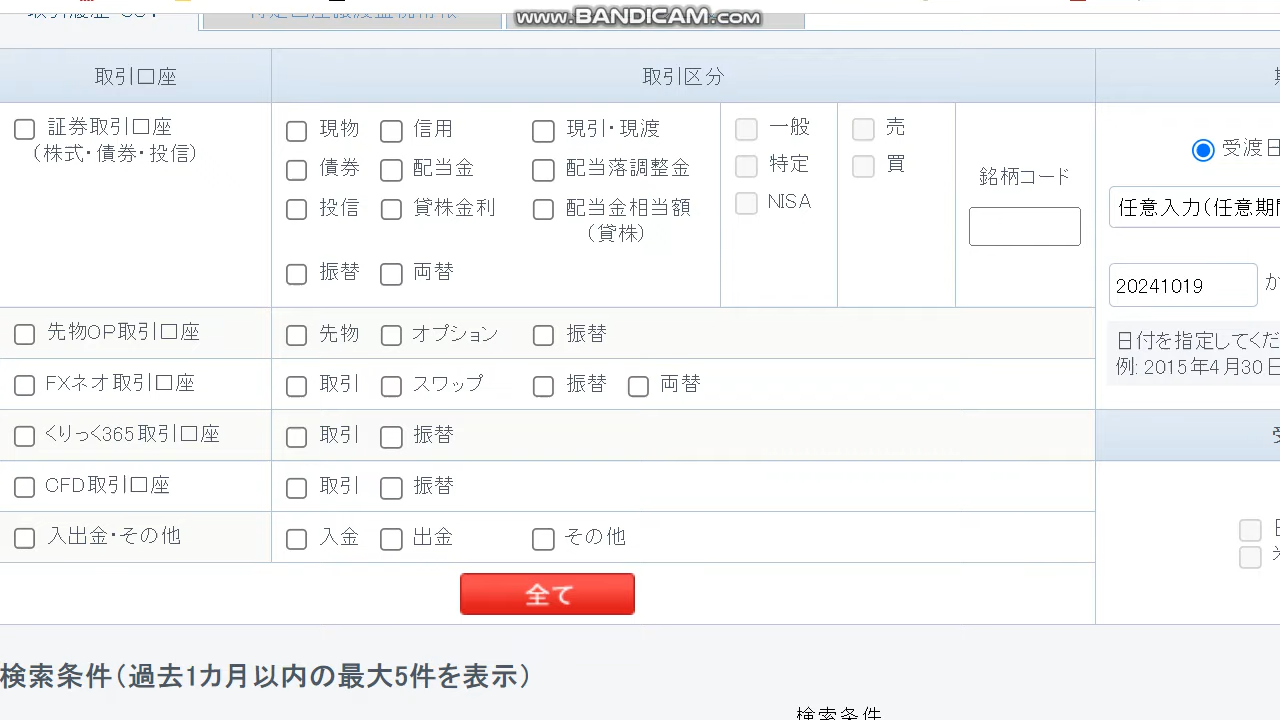 www.BANDICAM.com
取引口座
取引区分
証券取引口座
（株式・債券・投信）
現物 信用 現引・現渡
債券 配当金 配当落調整金
投信 貸株金利 配当金相当額
（貸株）
振替 両替
一般
特定
NISA
売
買
銘柄コード
受渡日
任意入力（任意期間
20241019
日付を指定してくだ
例: 2015年4月30日
先物OP取引口座 先物 オプション 振替
FXネオ取引口座 取引 スワップ 振替 両替
くりっく365取引口座 取引 振替
CFD取引口座 取引 振替
入出金・その他 入金 出金 その他
全て
検索条件（過去1カ月以内の最大5件を表示）
検索条件